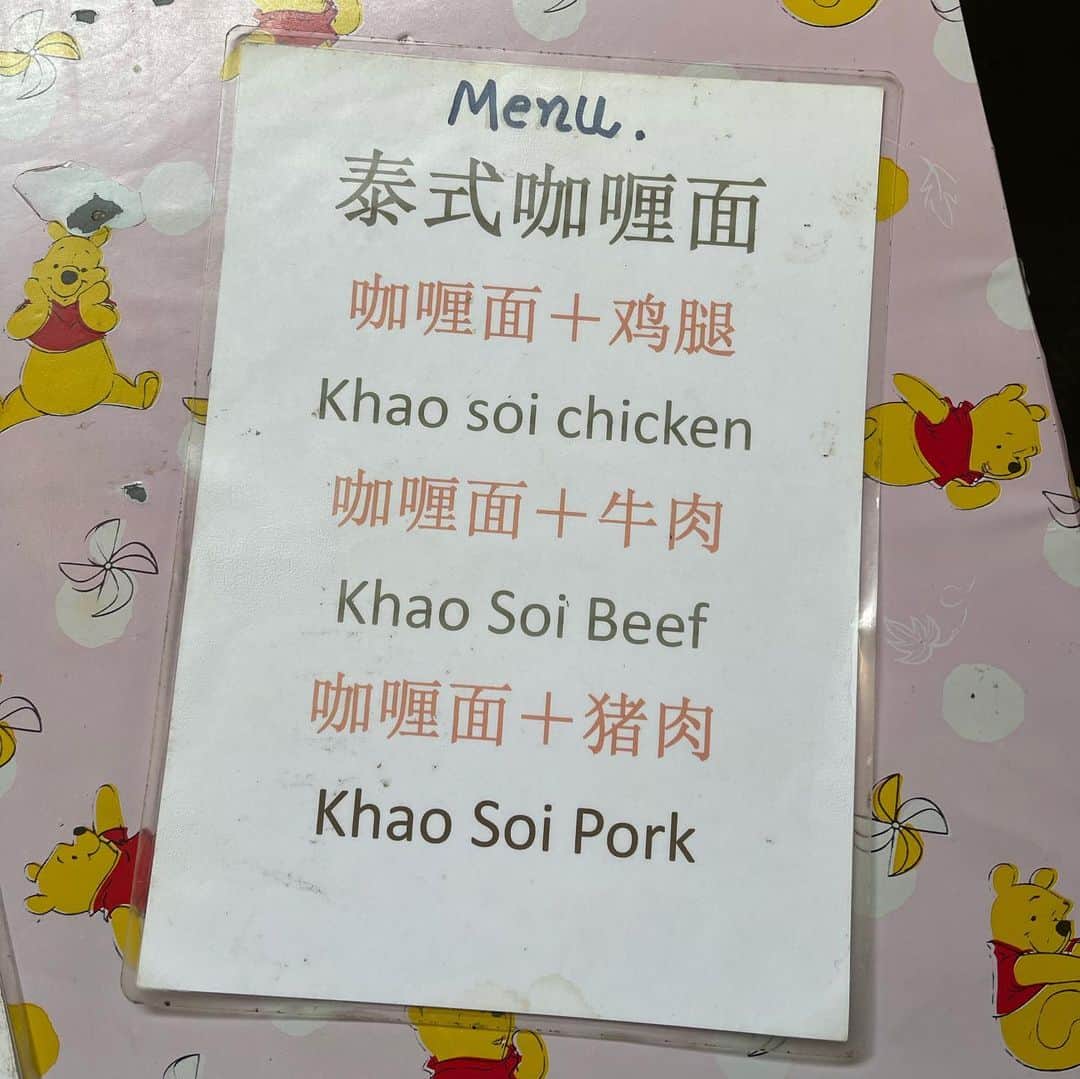 Menu.
泰式咖喱面
咖喱面＋鸡腿
Khao soi chicken
咖喱面＋牛肉
Khao Soi Beef
咖喱面＋猪肉
Khao Soi Pork